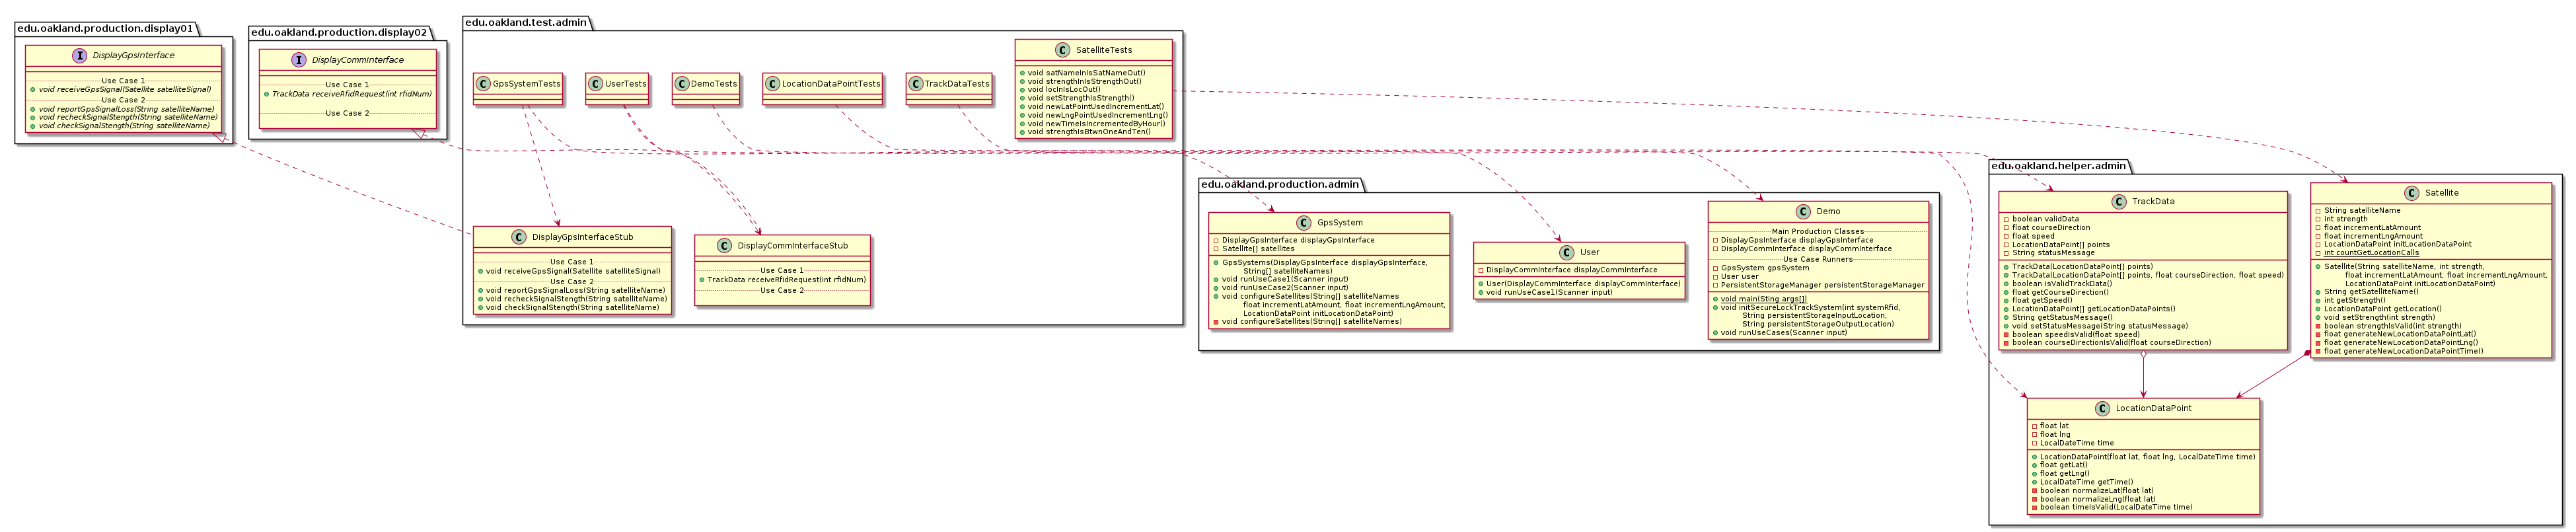 edu.oakland.production.display01
DisplayGpsInterface
Use Case 1
void receiveGpsSignal(Satellite satelliteSignal)
Use Case 2
void reportGpsSignalLoss(String satelliteName)
void recheckSignalStength(String satelliteName)
void checkSignalStength(String satelliteName)
edu.oakland.production.display02
DisplayCommInterface
Use Case 1
TrackData receiveRfidRequest(int rfidNum)
Use Case 2
edu.oakland.test.admin
GpsSystemTests
UserTests
DemoTests
LocationDataPointTests
TrackDataTests
SatelliteTests
void satNameInIsSatNameOut()
void strengthInIsStrengthOut()
void locInIsLocOut()
void setStrengthIsStrength()
void newLatPointUsedIncrementLat()
void newLngPointUsedIncrementLng()
void newTimeIsIncrementedByHour()
void strengthIsBtwnOneAndTen()
DisplayGpsInterfaceStub
Use Case 1
void receiveGpsSignal(Satellite satelliteSignal)
Use Case 2
void reportGpsSignalLoss(String satelliteName)
void recheckSignalStength(String satelliteName)
void checkSignalStength(String satelliteName)
DisplayCommInterfaceStub
Use Case 1
TrackData receiveRfidRequest(int rfidNum)
Use Case 2
edu.oakland.production.admin
GpsSystem
DisplayGpsInterface displayGpsInterface
Satellite[] satellites
GpsSystems(DisplayGpsInterface displayGpsInterface,
String[] satelliteNames)
void runUseCase1(Scanner input)
void runUseCase2(Scanner input)
void configureSatellites(String[] satelliteNames
float incrementLatAmount, float incrementLngAmount,
LocationDataPoint initLocationDataPoint)
void configureSatellites(String[] satelliteNames)
User
DisplayCommInterface displayCommInterface
User(DisplayCommInterface displayCommInterface)
void runUseCase1(Scanner input)
Demo
Main Production Classes
DisplayGpsInterface displayGpsInterface
DisplayCommInterface displayCommInterface
Use Case Runners
GpsSystem gpsSystem
User user
PersistentStorageManager persistentStorageManager
void main(Sting args[])
void initSecureLockTrackSystem(int systemRfid,
String persistentStorageInputLocation,
String persistentStorageOutputLocation)
void runUseCases(Scanner input)
edu.oakland.helper.admin
TrackData
boolean validData
float courseDirection
float speed
LocationDataPoint[] points
String statusMessage
TrackData(LocationDataPoint[] points)
TrackData(LocationDataPoint[] points, float courseDirection, float speed)
boolean isValidTrackData()
float getCourseDirection()
float getSpeed()
LocationDataPoint[] getLocationDataPoints()
String getStatusMessage()
void setStatusMessage(String statusMessage)
boolean speedIsValid(float speed)
boolean courseDirectionIsValid(float courseDirection)
Satellite
String satelliteName
int strength
float incrementLatAmount
float incrementLngAmount
LocationDataPoint initLocationDataPoint
int countGetLocationCalls
Satellite(String satelliteName, int strength,
float incrementLatAmount, float incrementLngAmount,
LocationDataPoint initLocationDataPoint)
String getSatelliteName()
int getStrength()
LocationDataPoint getLocation()
void setStrength(int strength)
boolean strengthIsValid(int strength)
float generateNewLocationDataPointLat()
float generateNewLocationDataPointLng()
float generateNewLocationDataPointTime()
LocationDataPoint
float lat
float lng
LocalDateTime time
LocationDataPoint(float lat, float lng, LocalDateTime time)
float getLat()
float getLng()
LocalDateTime getTime()
boolean normalizeLat(float lat)
boolean normalizeLng(float lat)
boolean timeIsValid(LocalDateTime time)